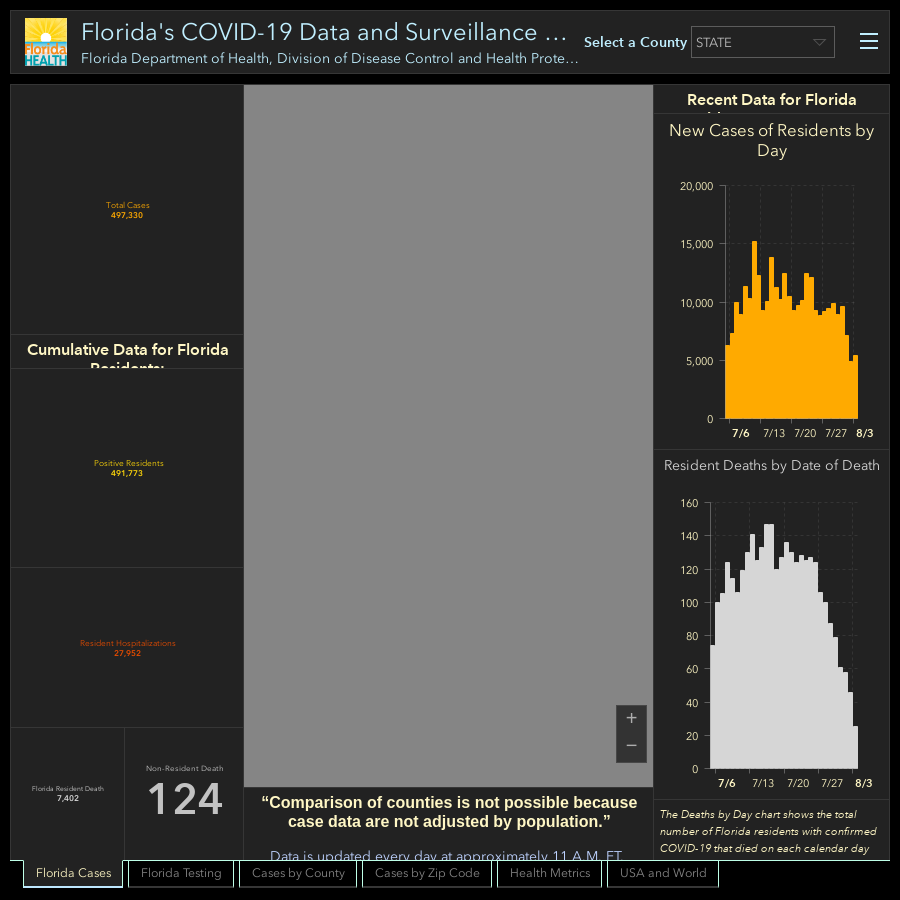 Florida
HEALTH
Florida's COVID-19 Data and Surveillance ...
Florida Department of Health, Division of Disease Control and Health Prote...
Select a County
STATE
Total Cases
497,330
Cumulative Data for Florida
Residents:
Positive Residents
491,773
Resident Hospitalizations
27,952
Florida Resident Death
7,402
Non-Resident Death
124
+
−
“Comparison of counties is not possible because
case data are not adjusted by population.”
Data is updated every day at approximately 11 A.M. ET.
Recent Data for Florida
New Cases of Residents by
Day
20,000
15,000
10,000
5,000
0
7/6 7/13 7/20 7/27 8/3
Resident Deaths by Date of Death
160
140
120
100
80
60
40
20
0
7/6 7/13 7/20 7/27 8/3
The Deaths by Day chart shows the total
number of Florida residents with confirmed
COVID-19 that died on each calendar day
Florida Cases
Florida Testing
Cases by County
Cases by Zip Code
Health Metrics
USA and World